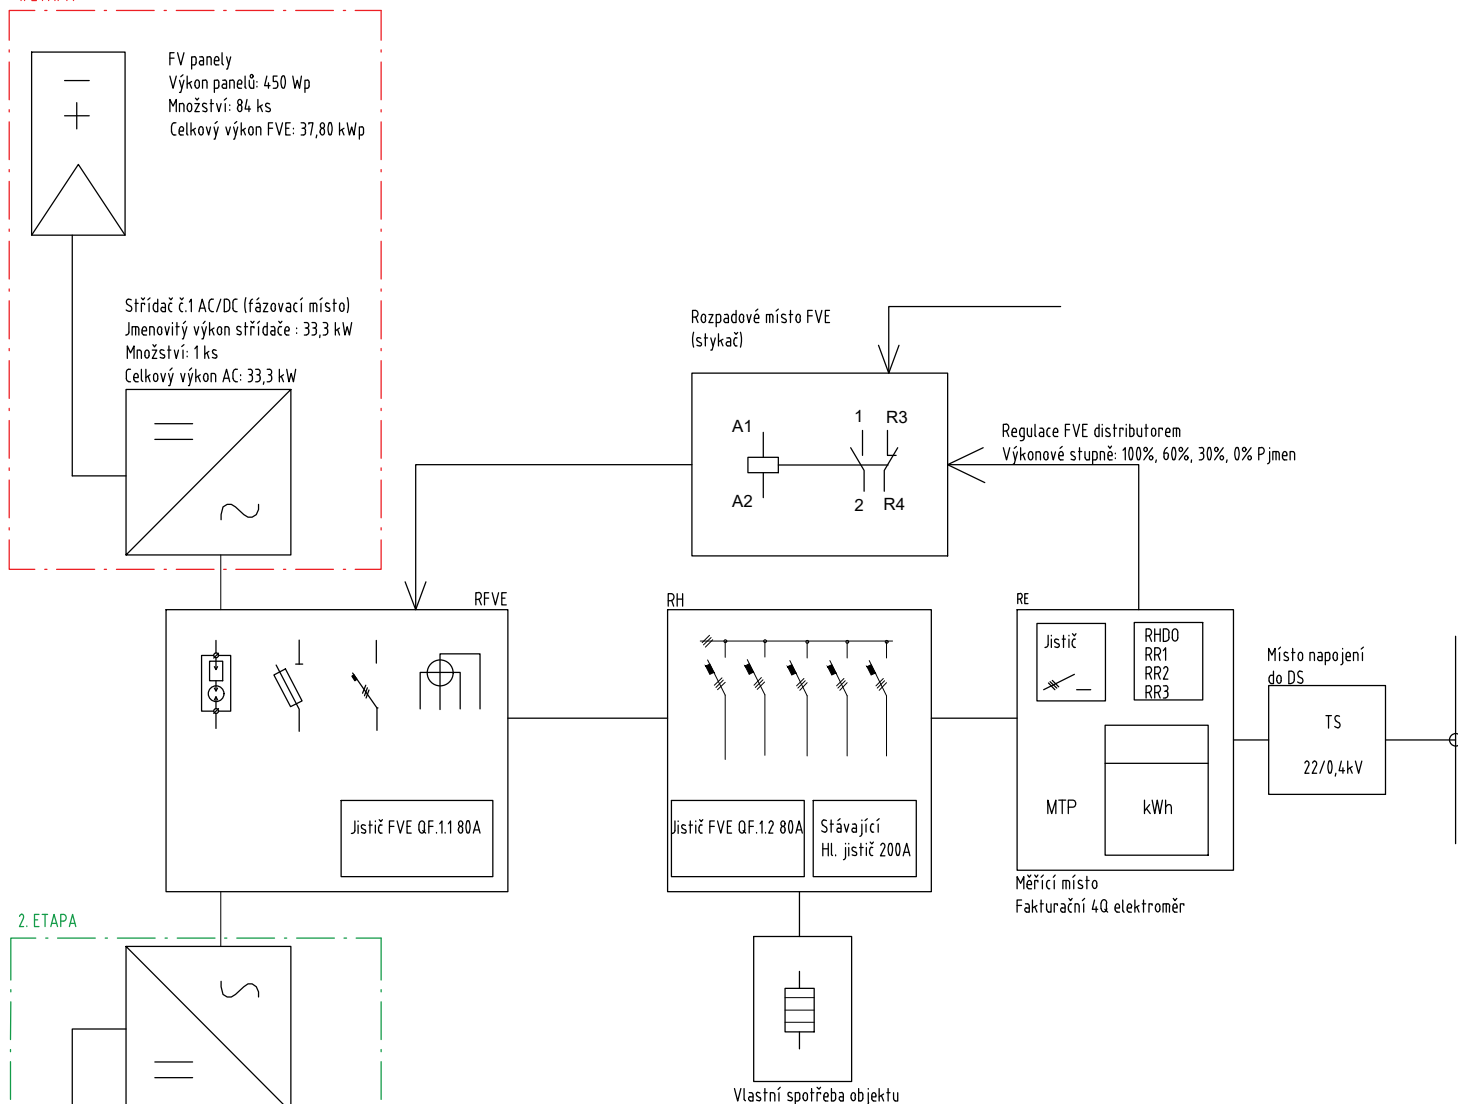 FV panely
Výkon panelů: 450 Wp
Množství: 84 ks
Celkový výkon FVE: 37,80 kWp
Střídač č.1 AC/DC (fázovací místo)
Jmenovitý výkon střídače : 33,3 kW
Množství: 1 ks
Celkový výkon AC: 33,3 kW
Rozpadové místo FVE
(stykač)
A1
1
R3
A2
2
R4
Regulace FVE distributorem
Výkonové stupně: 100%, 60%, 30%, 0% Pjmen
RFVE
Jistič FVE QF.1.1 80A
RH
Jistič FVE QF.1.2 80A
Stávající
Hl. jistič 200A
RE
Jistič
RHDO
RR1
RR2
RR3
MTP
kWh
Měřící místo
Fakturační 4Q elektroměr
Místo napojení
do DS
TS
22/0,4kV
2. ETAPA
Vlastní spotřeba objektu